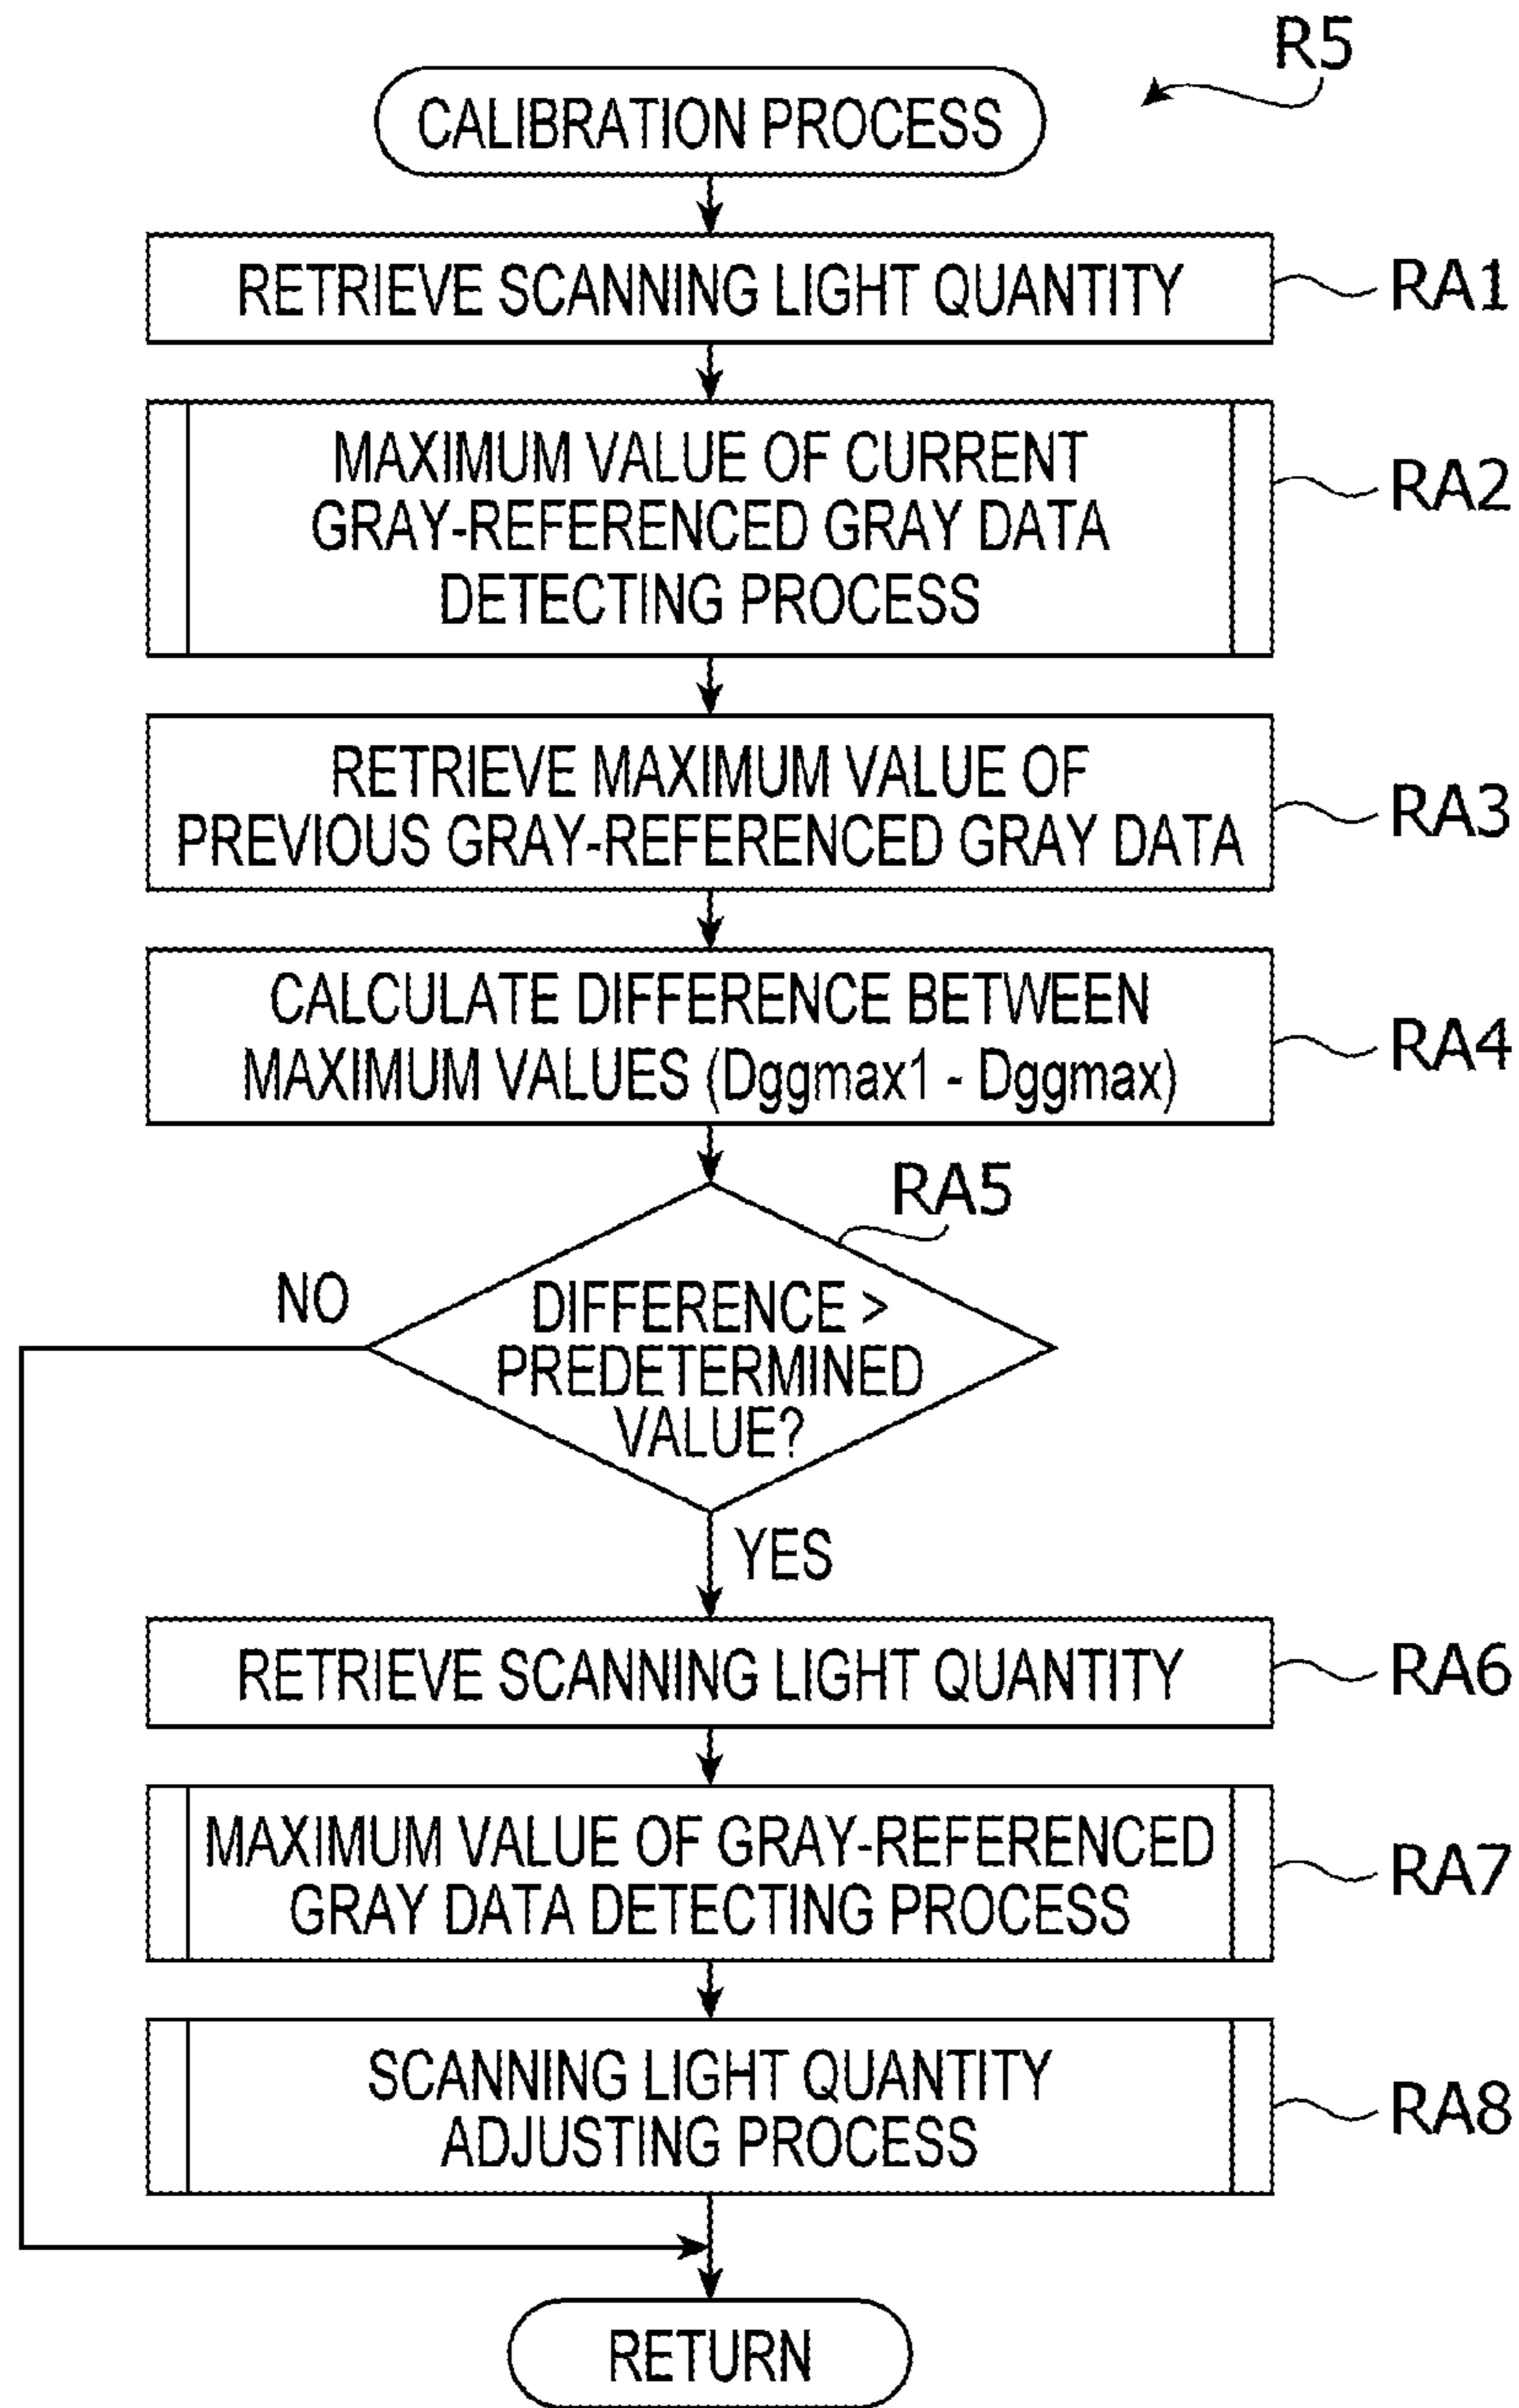 R5
CALIBRATION PROCESS
RETRIEVE SCANNING LIGHT QUANTITY
RA1
MAXIMUM VALUE OF CURRENT
GRAY-REFERENCED GRAY DATA
DETECTING PROCESS
RA2
RETRIEVE MAXIMUM VALUE OF
PREVIOUS GRAY-REFERENCED GRAY DATA
RA3
CALCULATE DIFFERENCE BETWEEN
MAXIMUM VALUES (Dggmax1 - Dggmax)
RA4
RA5
NO
DIFFERENCE >
PREDETERMINED
VALUE?
YES
RETRIEVE SCANNING LIGHT QUANTITY
RA6
MAXIMUM VALUE OF GRAY-REFERENCED
GRAY DATA DETECTING PROCESS
RA7
SCANNING LIGHT QUANTITY
ADJUSTING PROCESS
RA8
RETURN